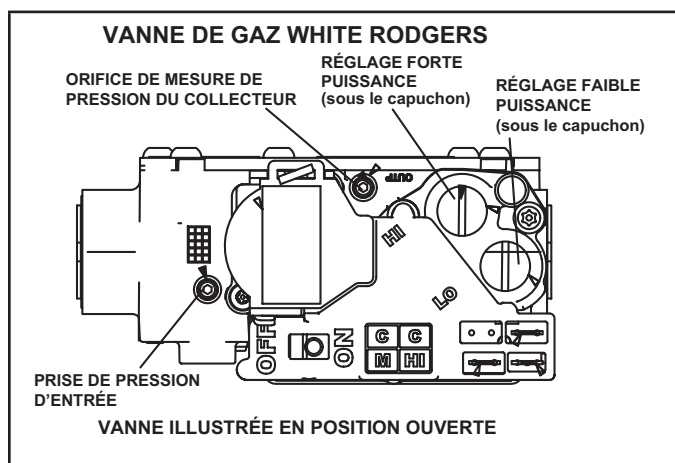 VANNE DE GAZ WHITE RODGERS
ORIFICE DE MESURE DE
PRESSION DU COLLECTEUR
RÉGLAGE FORTE
PUISSANCE
(sous le capuchon)
RÉGLAGE FAIBLE
PUISSANCE
(sous le capuchon)
OUTP
HI
LO
OFF
ON
C C
M HI
PRISE DE PRESSION
D'ENTRÉE
VANNE ILLUSTRÉE EN POSITION OUVERTE